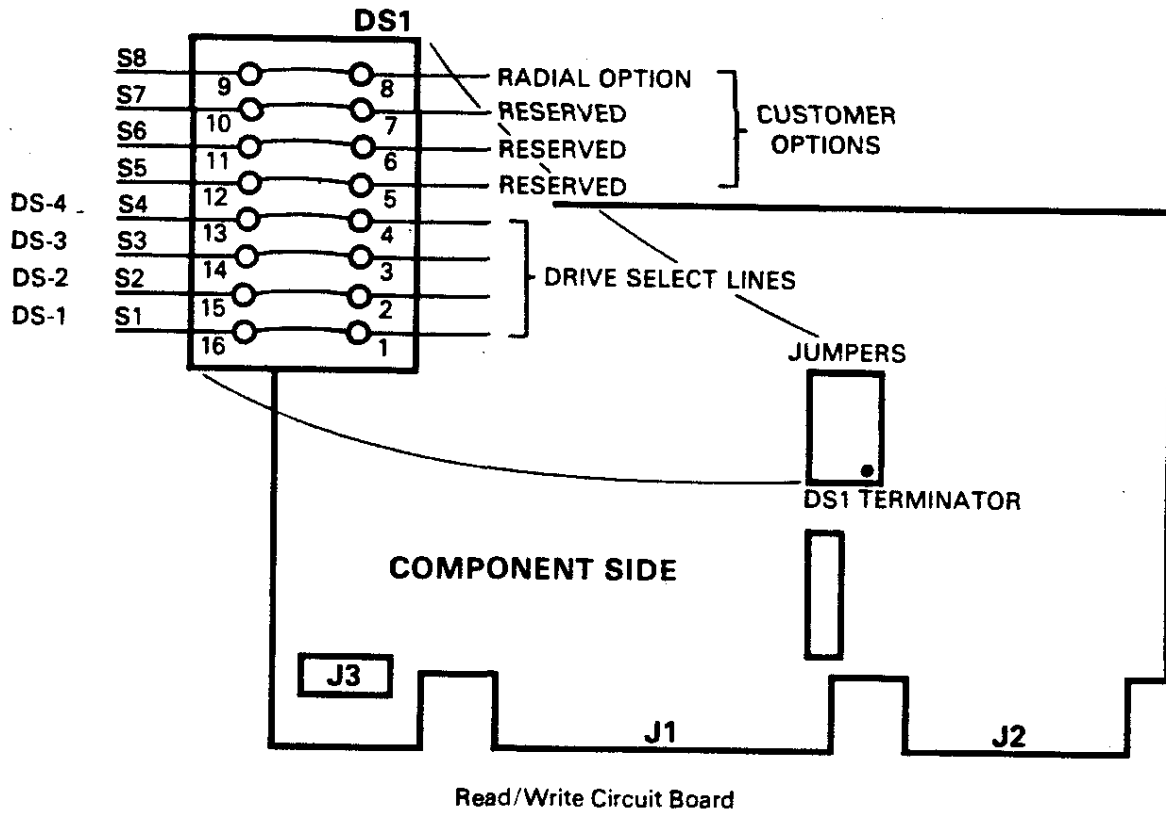 DS1
S8 9 8 RADIAL OPTION
S7 10 7 RESERVED
S6 11 6 RESERVED
S5 12 5 RESERVED
CUSTOMER
OPTIONS
DS-4 S4 13 4
DS-3 S3 14 3
DS-2 S2 15 2
DS-1 S1 16 1
DRIVE SELECT LINES
JUMPERS
DS1 TERMINATOR
COMPONENT SIDE
J3
J1
J2
Read/Write Circuit Board